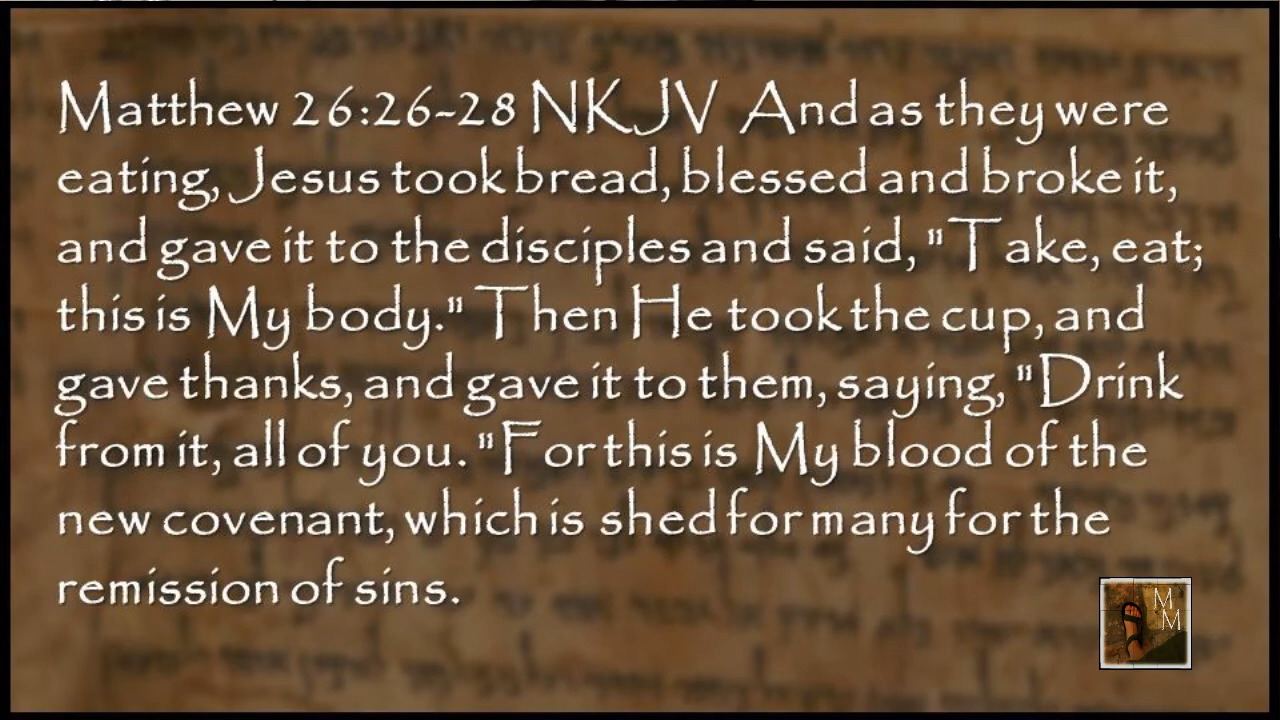 Matthew 26:26-28 NKJV And as they were
eating, Jesus took bread, blessed and broke it,
and gave it to the disciples and said, "Take, eat;
this is My body." Then He took the cup, and
gave thanks, and gave it to them, saying, "Drink
from it, all of you. "For this is My blood of the
new covenant, which is shed for many for the
remission of sins.
M
M